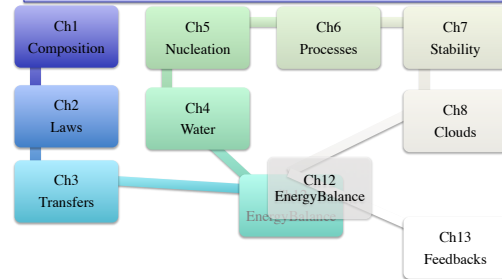 Ch1
Composition
Ch5
Nucleation
Ch6
Processes
Ch7
Stability
Ch2
Laws
Ch4
Water
Ch8
Clouds
Ch3
Transfers
Ch12
EnergyBalance
EnergyBalance
Ch13
Feedbacks